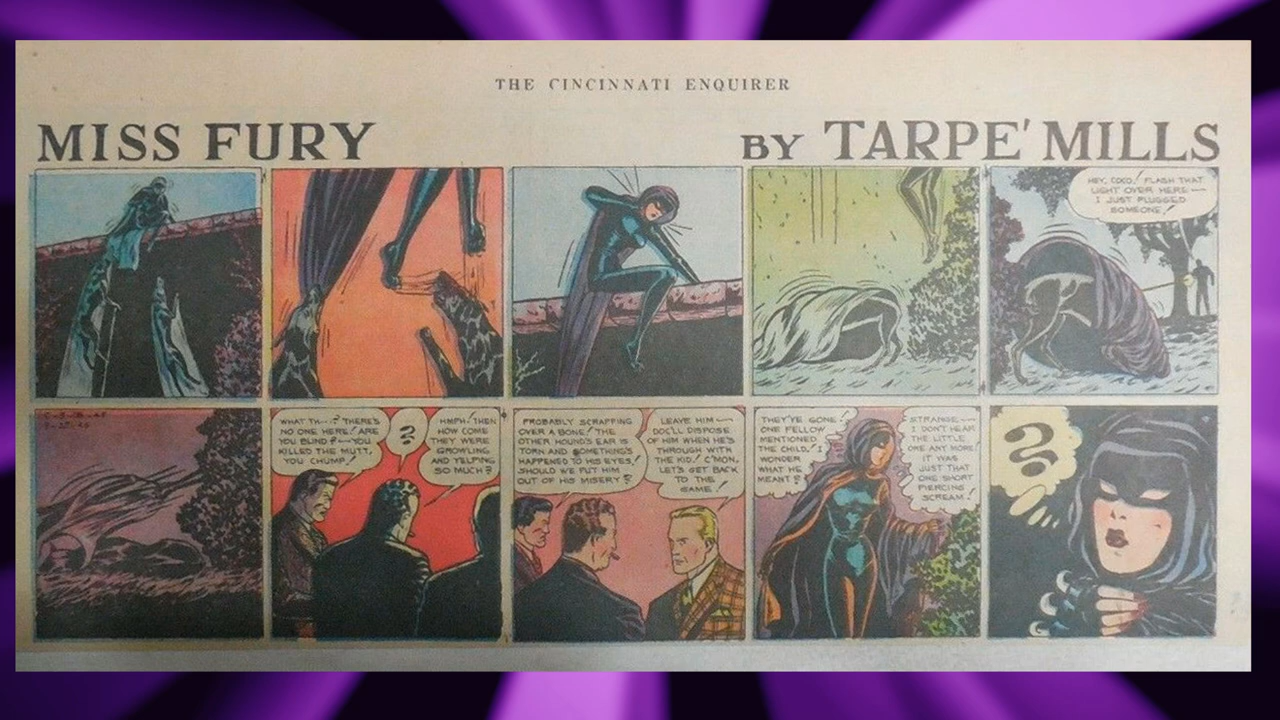 THE CINCINNATI ENQUIRER
MISS FURY
BY TARPE' MILLS
HEY, COCO! FLASH THAT
LIGHT OVER HERE—
I JUST PLUGGED
SOMEONE!
WHAT TH--? THERE'S
NO ONE HERE! ARE
YOU BLIND?—YOU
KILLED THE MUTT,
YOU CHUMP!
?
HMPH! THEN
HOW COME
THEY WERE
GROWLING
AND YELPING
SO MUCH?
PROBABLY SCRAPPING
OVER A BONE! THE
OTHER HOUND'S EAR IS
TORN AND SOMETHING'S
HAPPENED TO HIS EYES!
SHOULD WE PUT HIM
OUT OF HIS MISERY?
LEAVE HIM—
DOC'LL DISPOSE
OF HIM WHEN HE'S
THROUGH WITH
THE KID! C'MON,
LET'S GET BACK
TO THE
GAME!
THEY'VE GONE!
ONE FELLOW
MENTIONED
THE CHILD! I
WONDER
WHAT HE
MEANT?
STRANGE—
I DON'T HEAR
THE LITTLE
ONE ANY MORE!
IT WAS
JUST THAT
ONE SHORT
PIERCING
SCREAM!
?